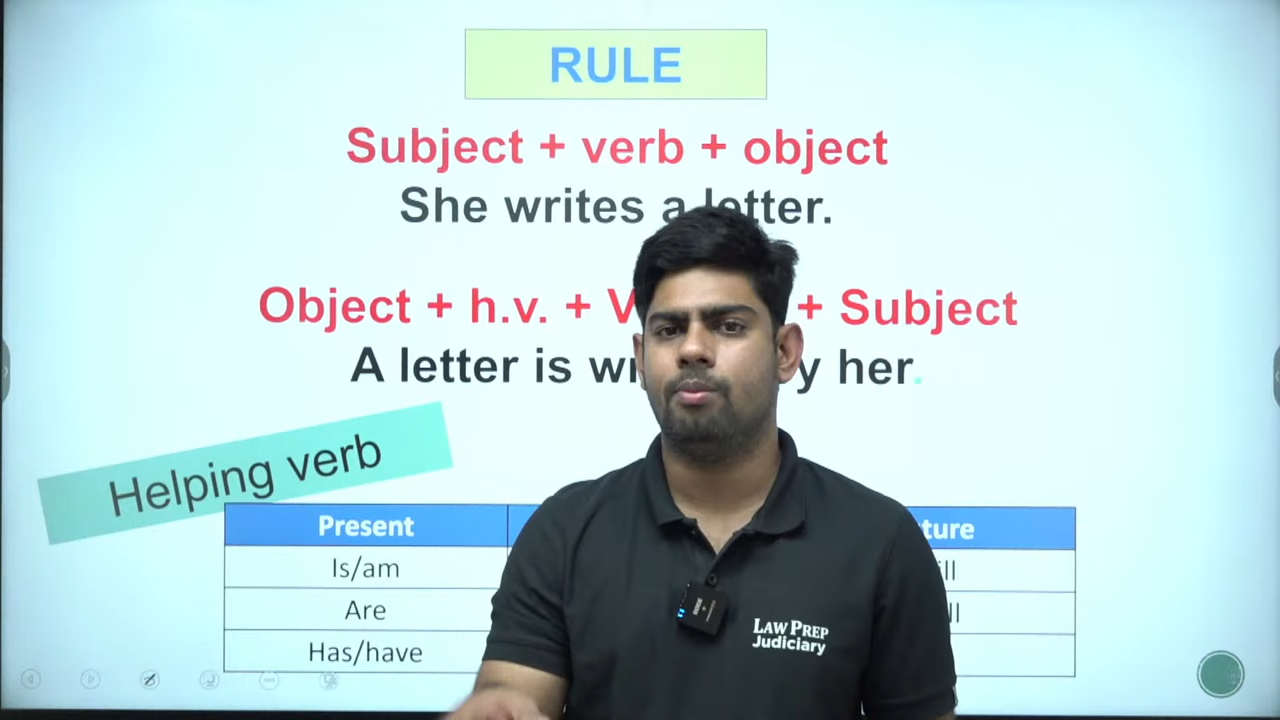 RULE
Subject + verb + object
She writes a letter.
Object + h.v. + V + Subject
A letter is her.
Helping verb
Present
Is/am
Are
Has/have
LAW PREP
Judiciary